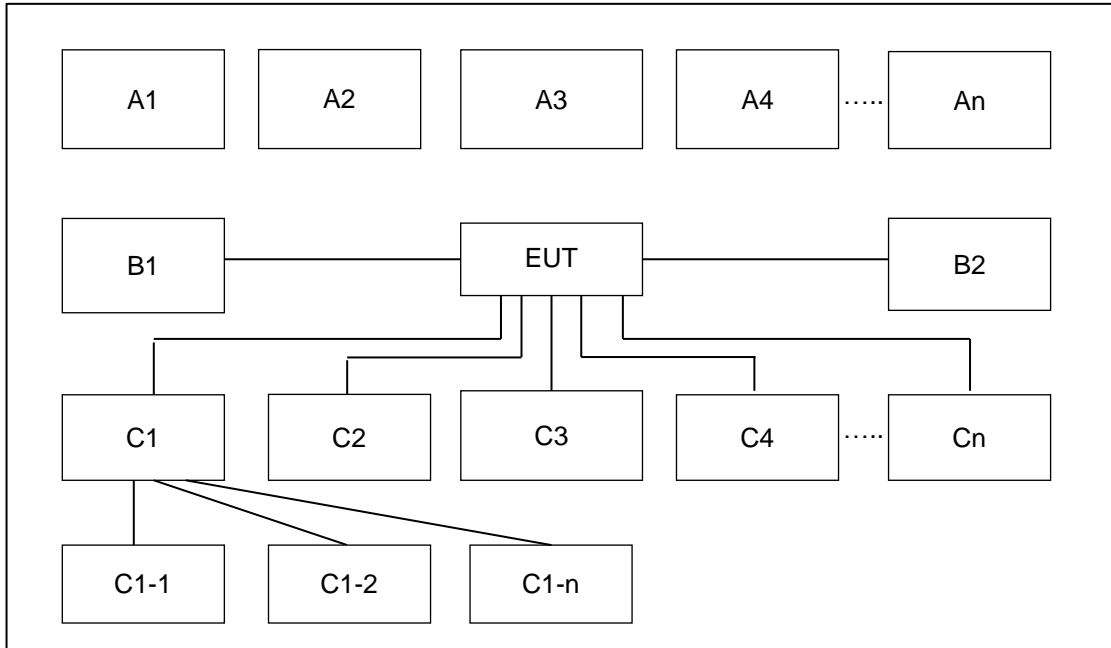 A1 A2 A3 A4 ..... An
B1 EUT B2
C1 C2 C3 C4 ..... Cn
C1-1 C1-2 C1-n